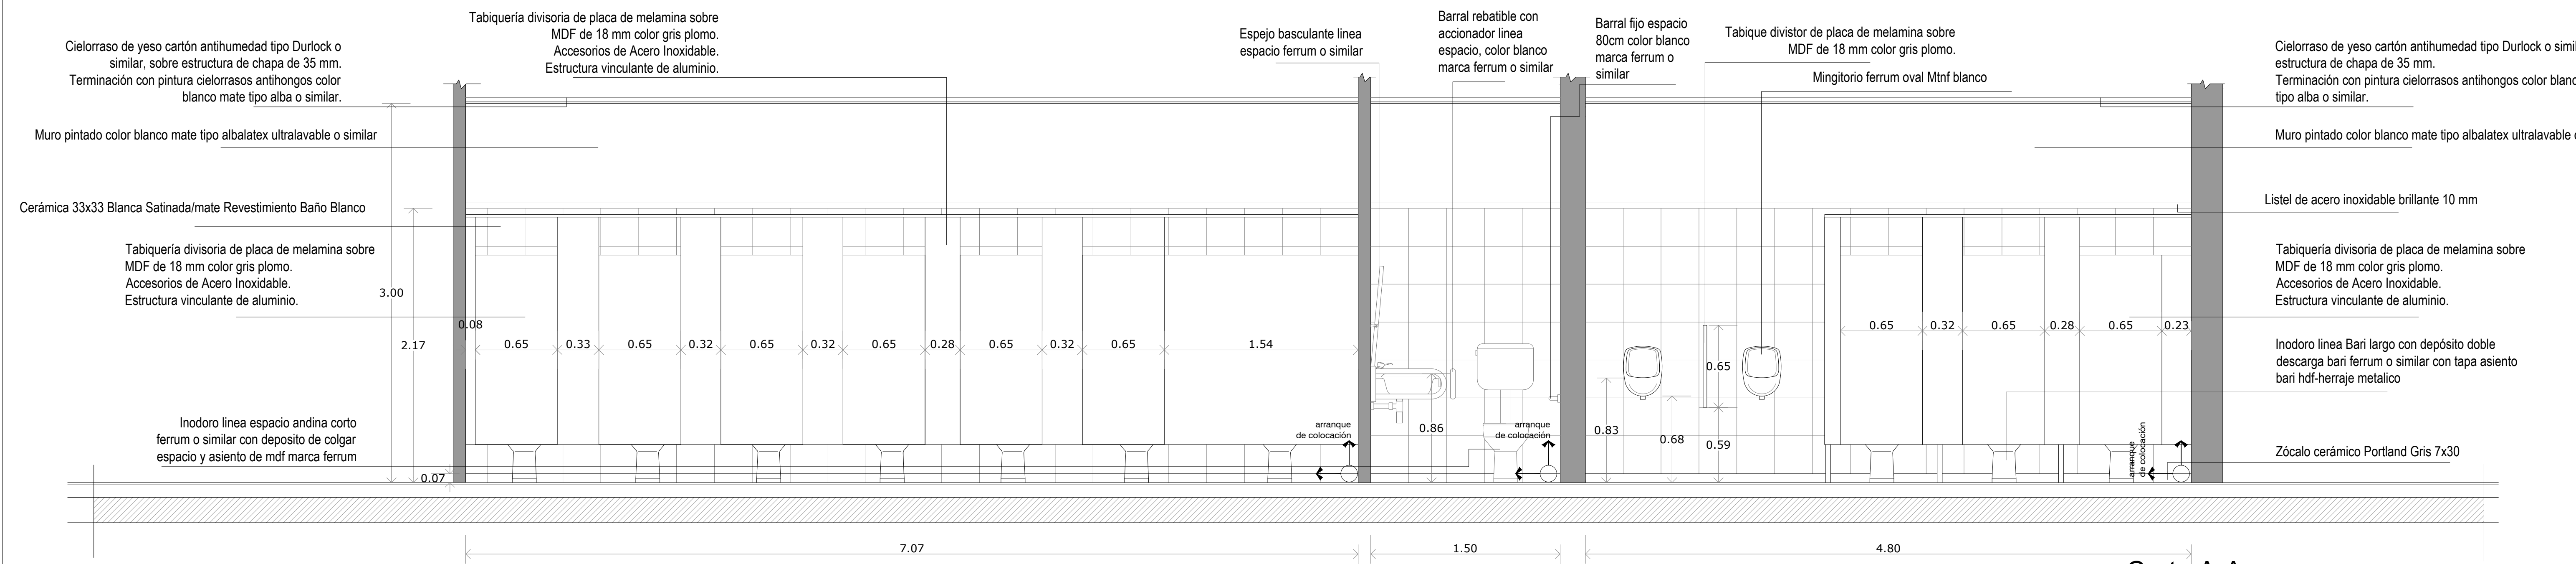 Tabiquería divisoria de placa de melamina sobre
MDF de 18 mm color gris plomo.
Accesorios de Acero Inoxidable.
Estructura vinculante de aluminio.
Cielorraso de yeso cartón antihumedad tipo Durlock o
similar, sobre estructura de chapa de 35 mm.
Terminación con pintura cielorrasos antihongos color
blanco mate tipo alba o similar.
Espejo basculante linea
espacio ferrum o similar
Barral rebatible con
accionador linea
espacio, color blanco
marca ferrum o similar
Barral fijo espacio
80cm color blanco
marca ferrum o
similar
Tabique divistor de placa de melamina sobre
MDF de 18 mm color gris plomo.
Mingitorio ferrum oval Mtnf blanco
Cielorraso de yeso cartón antihumedad tipo Durlock o simil
estructura de chapa de 35 mm.
Terminación con pintura cielorrasos antihongos color blanc
tipo alba o similar.
Muro pintado color blanco mate tipo albalatex ultralavable o similar
Muro pintado color blanco mate tipo albalatex ultralavable
Cerámica 33x33 Blanca Satinada/mate Revestimiento Baño Blanco
Listel de acero inoxidable brillante 10 mm
Tabiquería divisoria de placa de melamina sobre
MDF de 18 mm color gris plomo.
Accesorios de Acero Inoxidable.
Estructura vinculante de aluminio.
Tabiquería divisoria de placa de melamina sobre
MDF de 18 mm color gris plomo.
Accesorios de Acero Inoxidable.
Estructura vinculante de aluminio.
3.00
2.17
0.08
0.65 0.33 0.65 0.32 0.65 0.32 0.65 0.28 0.65 0.32 0.65 1.54
0.65 0.32 0.65 0.28 0.65 0.23
0.65
0.86
0.83
0.68
0.59
Inodoro linea Bari largo con depósito doble
descarga bari ferrum o similar con tapa asiento
bari hdf-herraje metalico
Inodoro linea espacio andina corto
ferrum o similar con deposito de colgar
espacio y asiento de mdf marca ferrum
arranque
de colocación
arranque
de colocación
arranque
de colocación
Zócalo cerámico Portland Gris 7x30
0.07
7.07
1.50
4.80